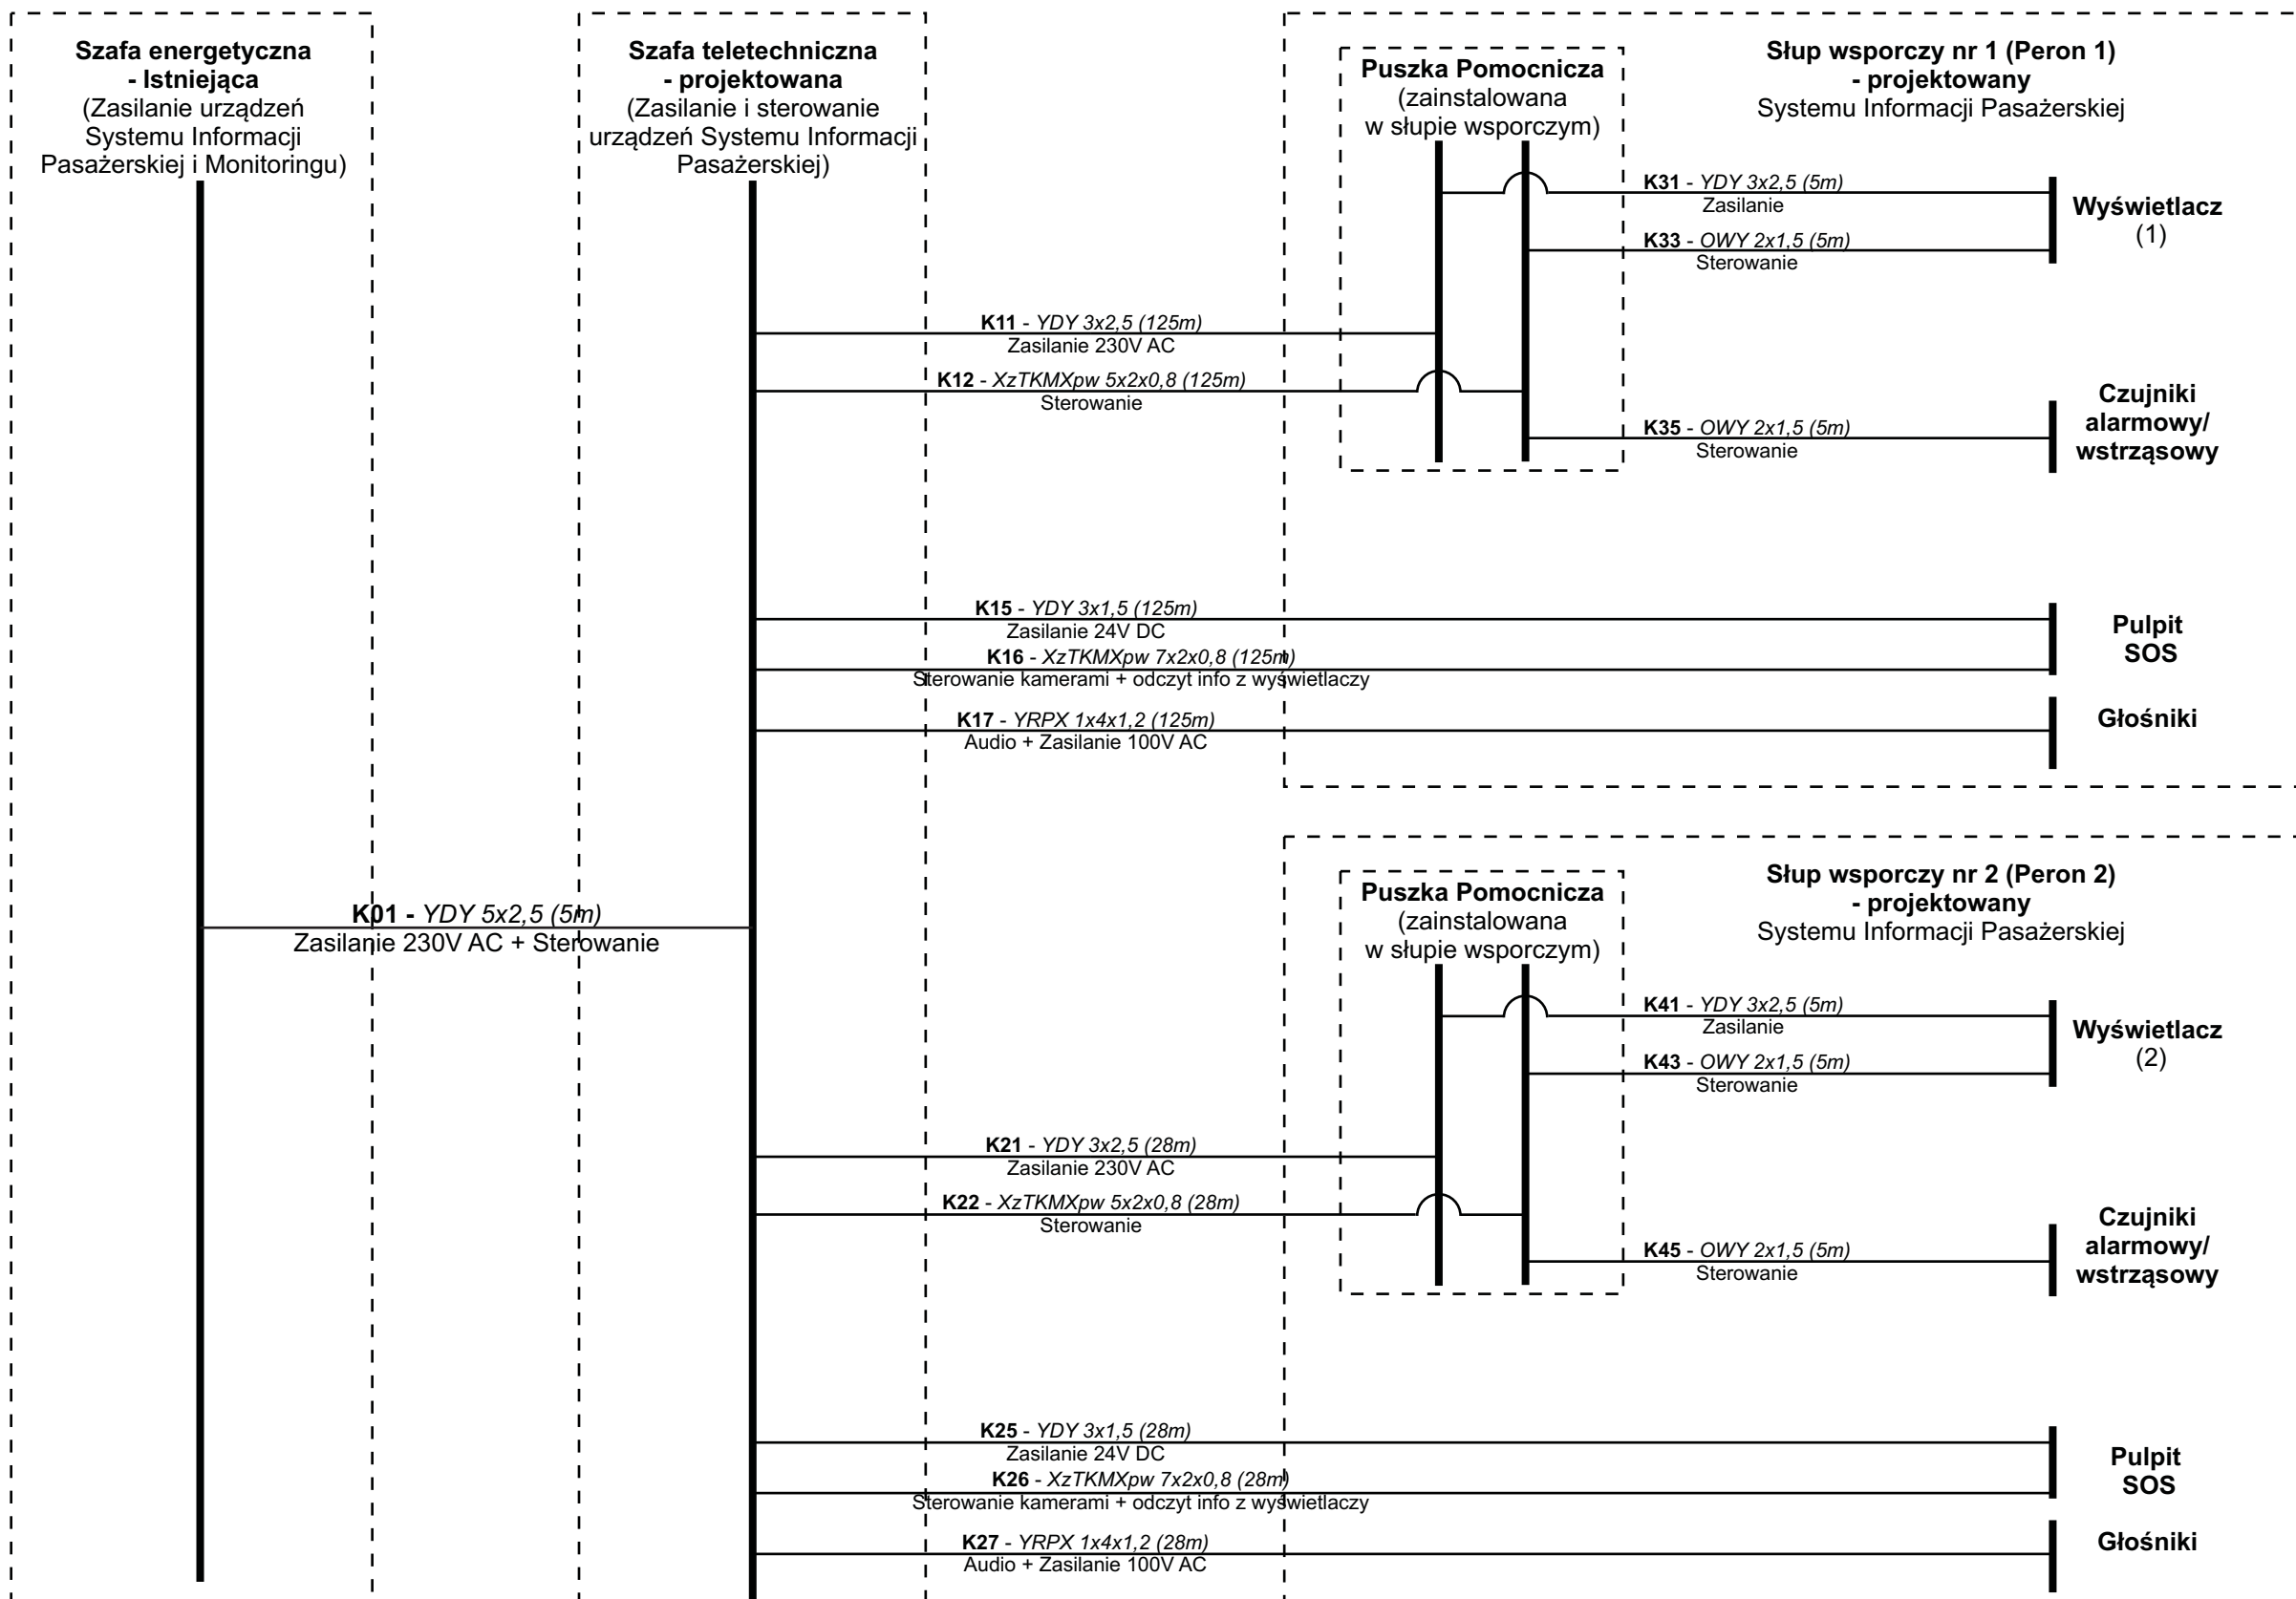 Szafa energetyczna
- Istniejąca
(Zasilanie urządzeń
Systemu Informacji
Pasażerskiej i Monitoringu)
Szafa teletechniczna
- projektowana
(Zasilanie i sterowanie
urządzeń Systemu Informacji
Pasażerskiej)
Puszka Pomocnicza
(zainstalowana
w słupie wsporczym)
Słup wsporczy nr 1 (Peron 1)
- projektowany
Systemu Informacji Pasażerskiej
K31 - YDY 3x2,5 (5m)
Zasilanie
Wyświetlacz
(1)
K33 - OWY 2x1,5 (5m)
Sterowanie
K11 - YDY 3x2,5 (125m)
Zasilanie 230V AC
K12 - XzTKMXpw 5x2x0,8 (125m)
Sterowanie
Czujniki
alarmowy/
wstrząsowy
K35 - OWY 2x1,5 (5m)
Sterowanie
K15 - YDY 3x1,5 (125m)
Zasilanie 24V DC
K16 - XzTKMXpw 7x2x0,8 (125m)
Sterowanie kamerami + odczyt info z wyświetlaczy
Pulpit
SOS
K17 - YRPX 1x4x1,2 (125m)
Audio + Zasilanie 100V AC
Głośniki
K01 - YDY 5x2,5 (5m)
Zasilanie 230V AC + Sterowanie
Puszka Pomocnicza
(zainstalowana
w słupie wsporczym)
Słup wsporczy nr 2 (Peron 2)
- projektowany
Systemu Informacji Pasażerskiej
K41 - YDY 3x2,5 (5m)
Zasilanie
Wyświetlacz
(2)
K43 - OWY 2x1,5 (5m)
Sterowanie
K21 - YDY 3x2,5 (28m)
Zasilanie 230V AC
K22 - XzTKMXpw 5x2x0,8 (28m)
Sterowanie
Czujniki
alarmowy/
wstrząsowy
K45 - OWY 2x1,5 (5m)
Sterowanie
K25 - YDY 3x1,5 (28m)
Zasilanie 24V DC
K26 - XzTKMXpw 7x2x0,8 (28m)
Sterowanie kamerami + odczyt info z wyświetlaczy
Pulpit
SOS
K27 - YRPX 1x4x1,2 (28m)
Audio + Zasilanie 100V AC
Głośniki